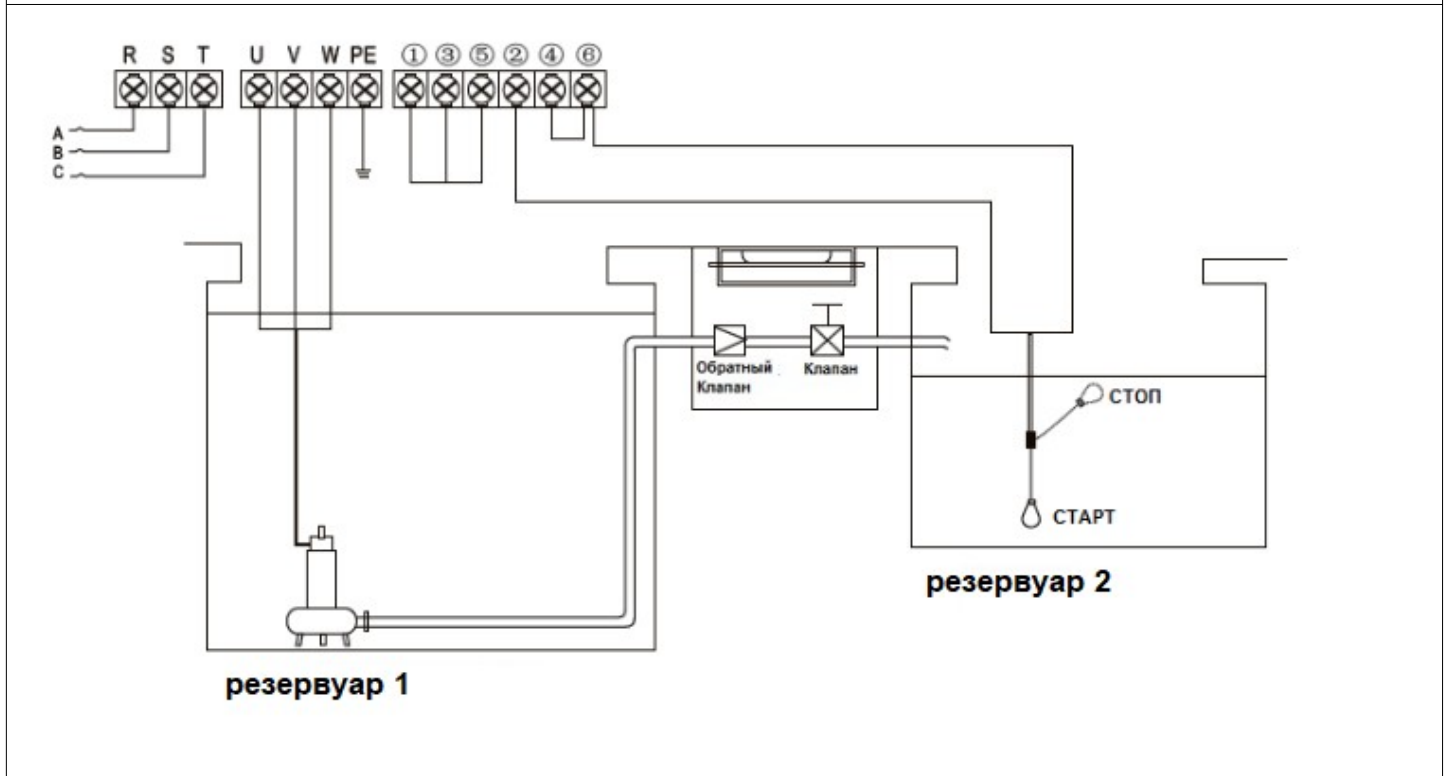 R S T U V W PE ① ③ ⑤ ② ④ ⑥
A
B
C
Обратный
Клапан
Клапан
СТОП
СТАРТ
резервуар 2
резервуар 1